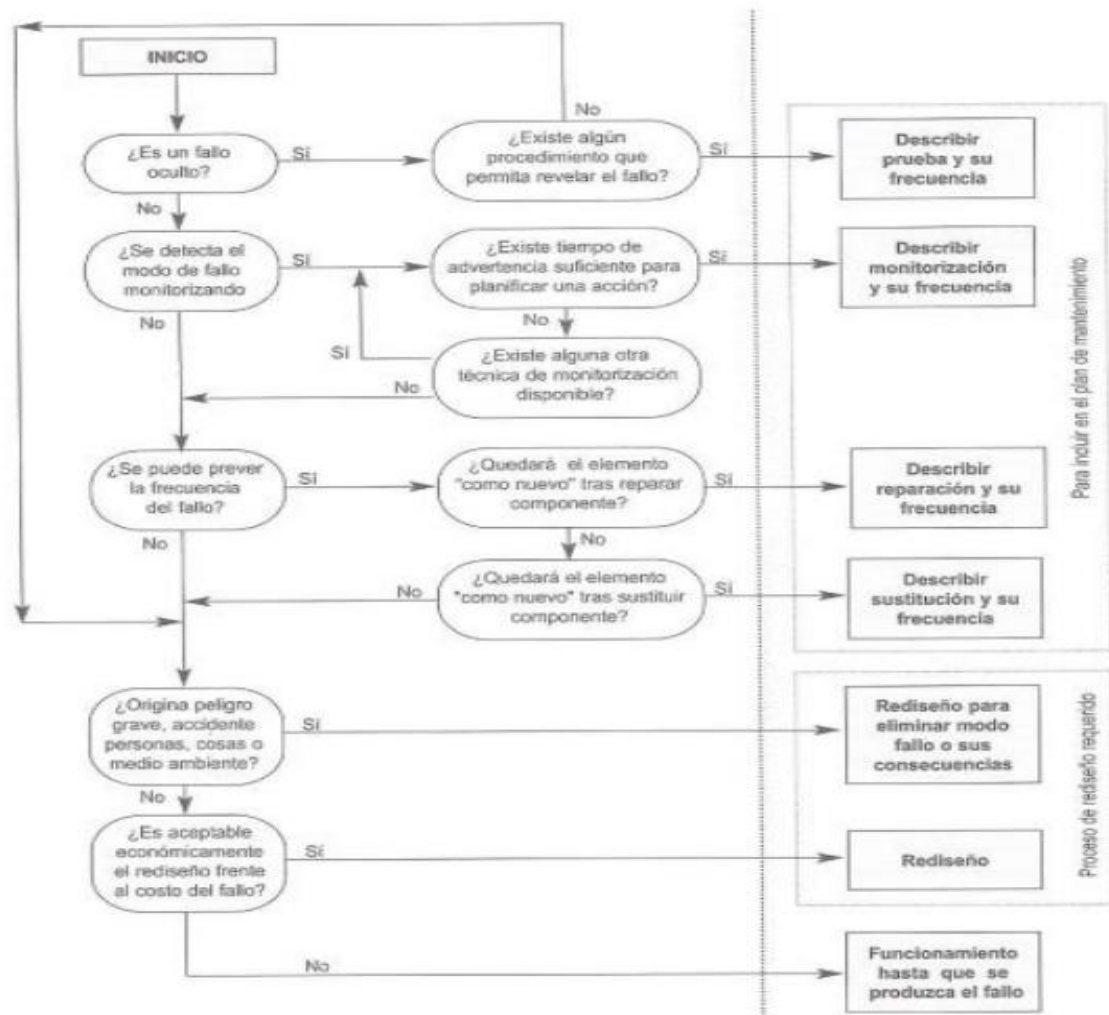 INICIO
No
¿Es un fallo
oculto?
Sí
¿Existe algún
procedimiento que
permita revelar el fallo?
Sí
Describir
prueba y su
frecuencia
No
¿Se detecta el
modo de fallo
monitorizando
Sí
¿Existe tiempo de
advertencia suficiente para
planificar una acción?
Sí
Describir
monitorización
y su frecuencia
No
No
Sí
¿Existe alguna otra
técnica de monitorización
disponible?
No
¿Se puede prever
la frecuencia
del fallo?
Sí
¿Quedará el elemento
"como nuevo" tras reparar
componente?
Sí
Describir
reparación y su
frecuencia
No
No
¿Quedará el elemento
"como nuevo" tras sustituir
componente?
No
Sí
Describir
sustitución y su
frecuencia
Para incluir en el plan de mantenimiento
¿Origina peligro
grave, accidente
personas, cosas o
medio ambiente?
Sí
Rediseño para
eliminar modo
fallo o sus
consecuencias
No
¿Es aceptable
económicamente
el rediseño frente
al costo del fallo?
Sí
Rediseño
Proceso de rediseño requerido
No
Funcionamiento
hasta que se
produzca el fallo